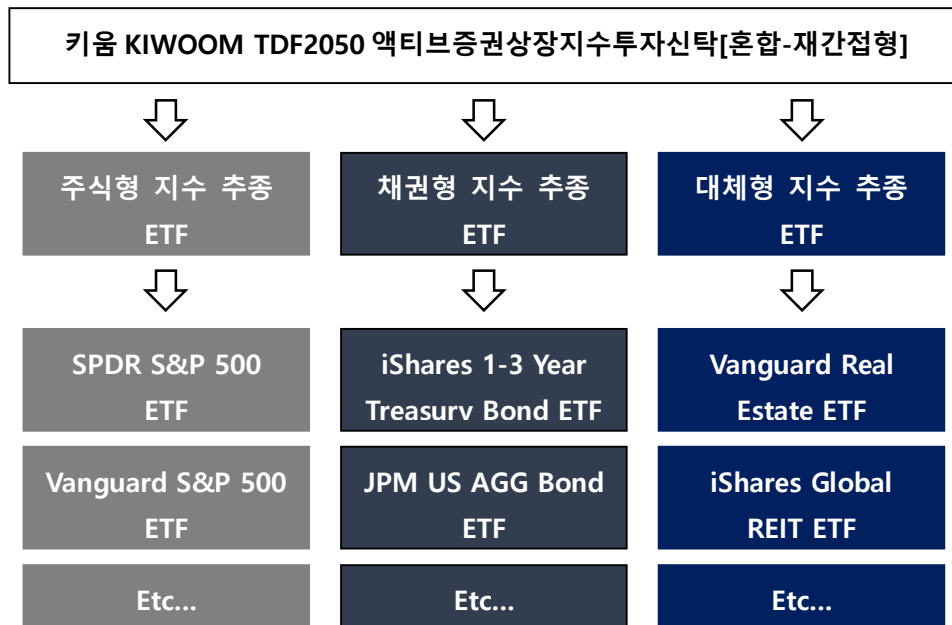 키움 KIWOOM TDF2050 액티브증권상장지수투자신탁[혼합-재간접형]
주식형 지수 추종
ETF
채권형 지수 추종
ETF
대체형 지수 추종
ETF
SPDR S&P 500
ETF
iShares 1-3 Year
Treasury Bond ETF
Vanguard Real
Estate ETF
Vanguard S&P 500
ETF
JPM US AGG Bond
ETF
iShares Global
REIT ETF
Etc...
Etc...
Etc...